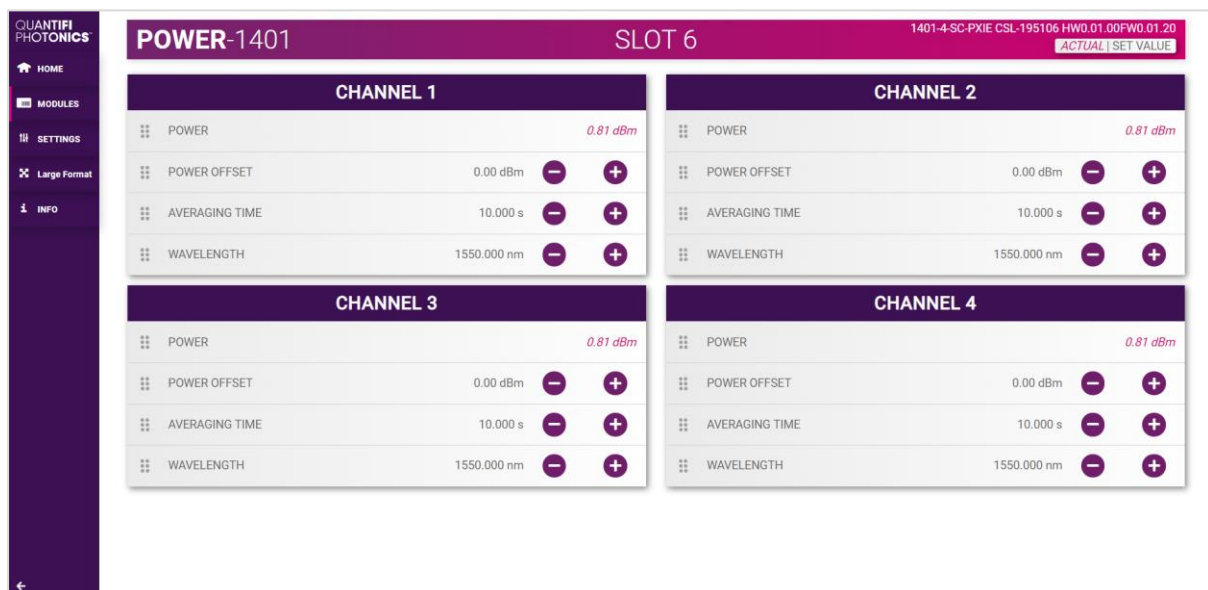 QUANTIFI
PHOTONICS
HOME
MODULES
SETTINGS
Large Format
INFO
POWER-1401
SLOT 6
1401-4-SC-PXIE CSL-195106 HW0.01.00FW0.01.20
ACTUAL | SET VALUE
CHANNEL 1
POWER 0.81 dBm
POWER OFFSET 0.00 dBm
AVERAGING TIME 10.000 s
WAVELENGTH 1550.000 nm
CHANNEL 2
POWER 0.81 dBm
POWER OFFSET 0.00 dBm
AVERAGING TIME 10.000 s
WAVELENGTH 1550.000 nm
CHANNEL 3
POWER 0.81 dBm
POWER OFFSET 0.00 dBm
AVERAGING TIME 10.000 s
WAVELENGTH 1550.000 nm
CHANNEL 4
POWER 0.81 dBm
POWER OFFSET 0.00 dBm
AVERAGING TIME 10.000 s
WAVELENGTH 1550.000 nm